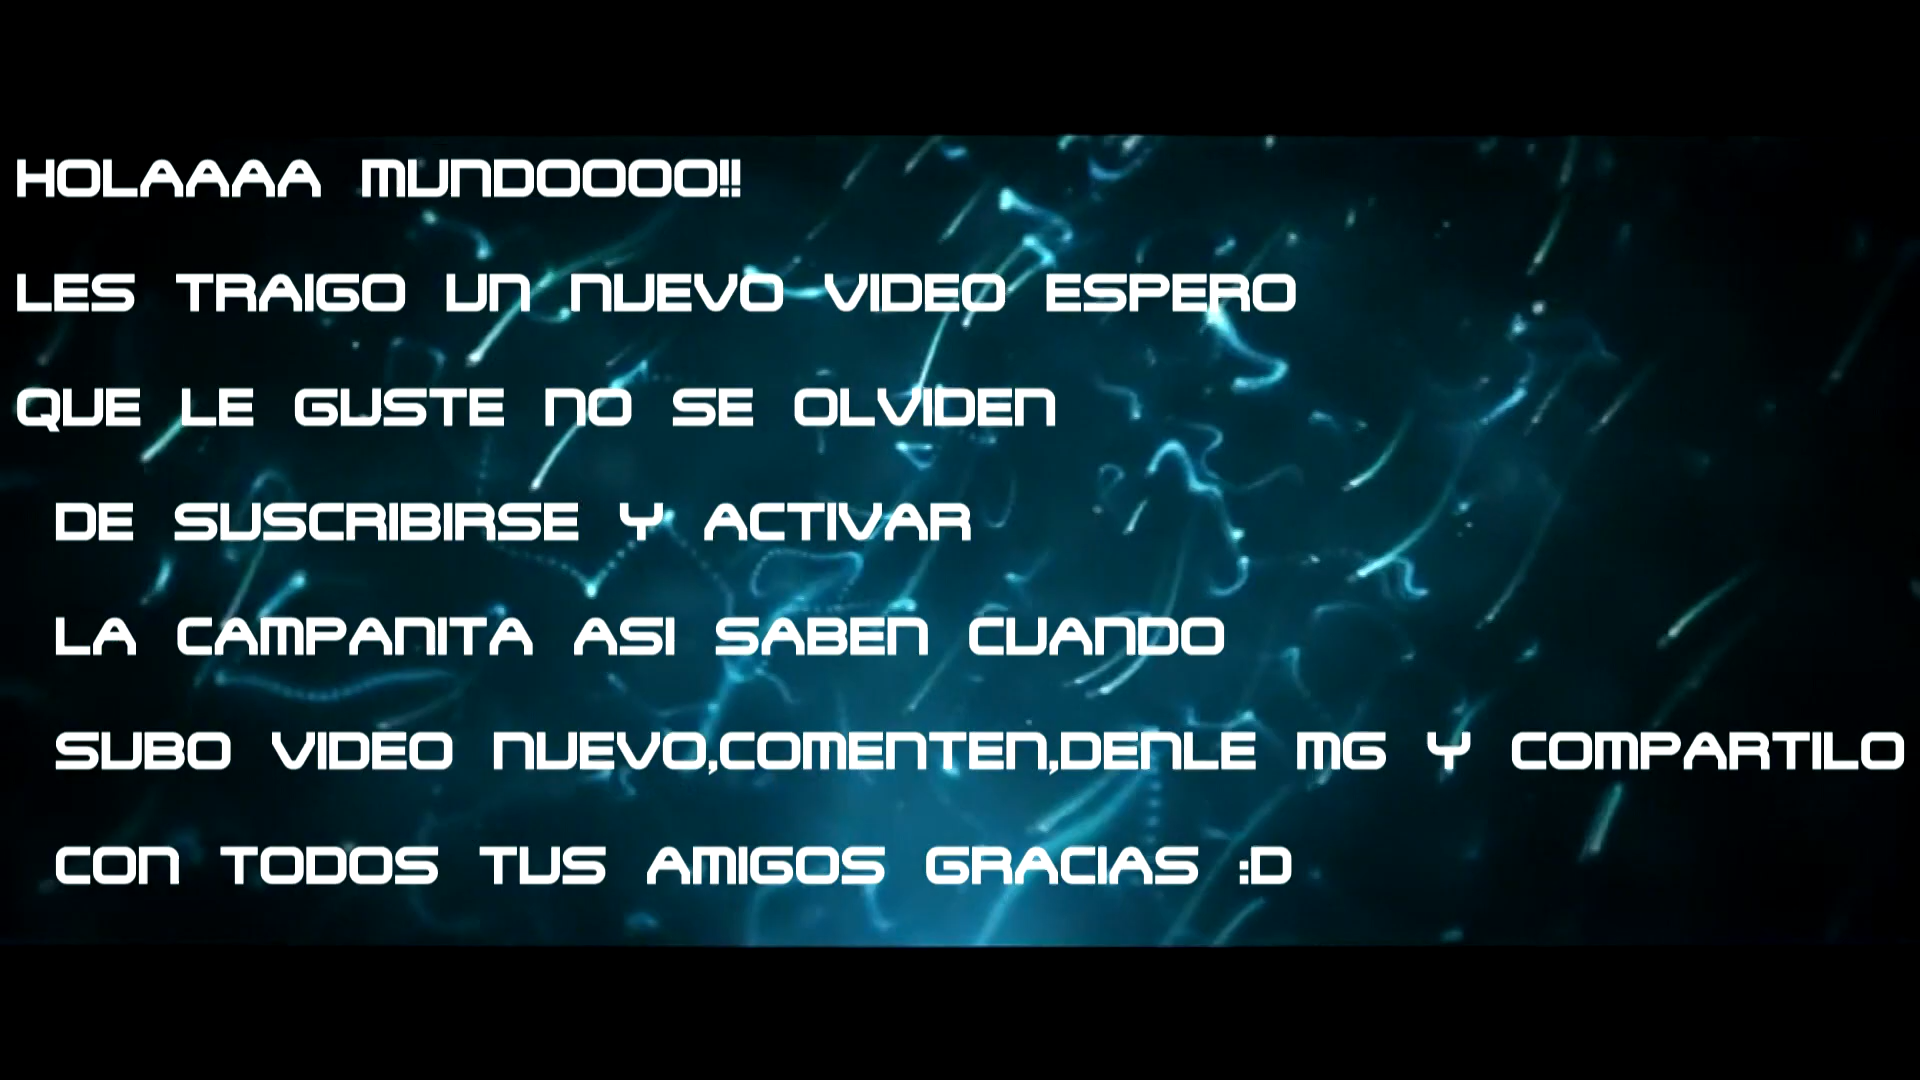 HOLAAAA MUNDOOOO!!
LES TRAIGO UN NUEVO VIDEO ESPERO
QUE LE GUSTE NO SE OLVIDEN
DE SUSCRIBIRSE Y ACTIVAR
LA CAMPANITA ASI SABEN CUANDO
SUBO VIDEO NUEVO,COMENTEN,DENLE MG Y COMPARTILO
CON TODOS TUS AMIGOS GRACIAS :D